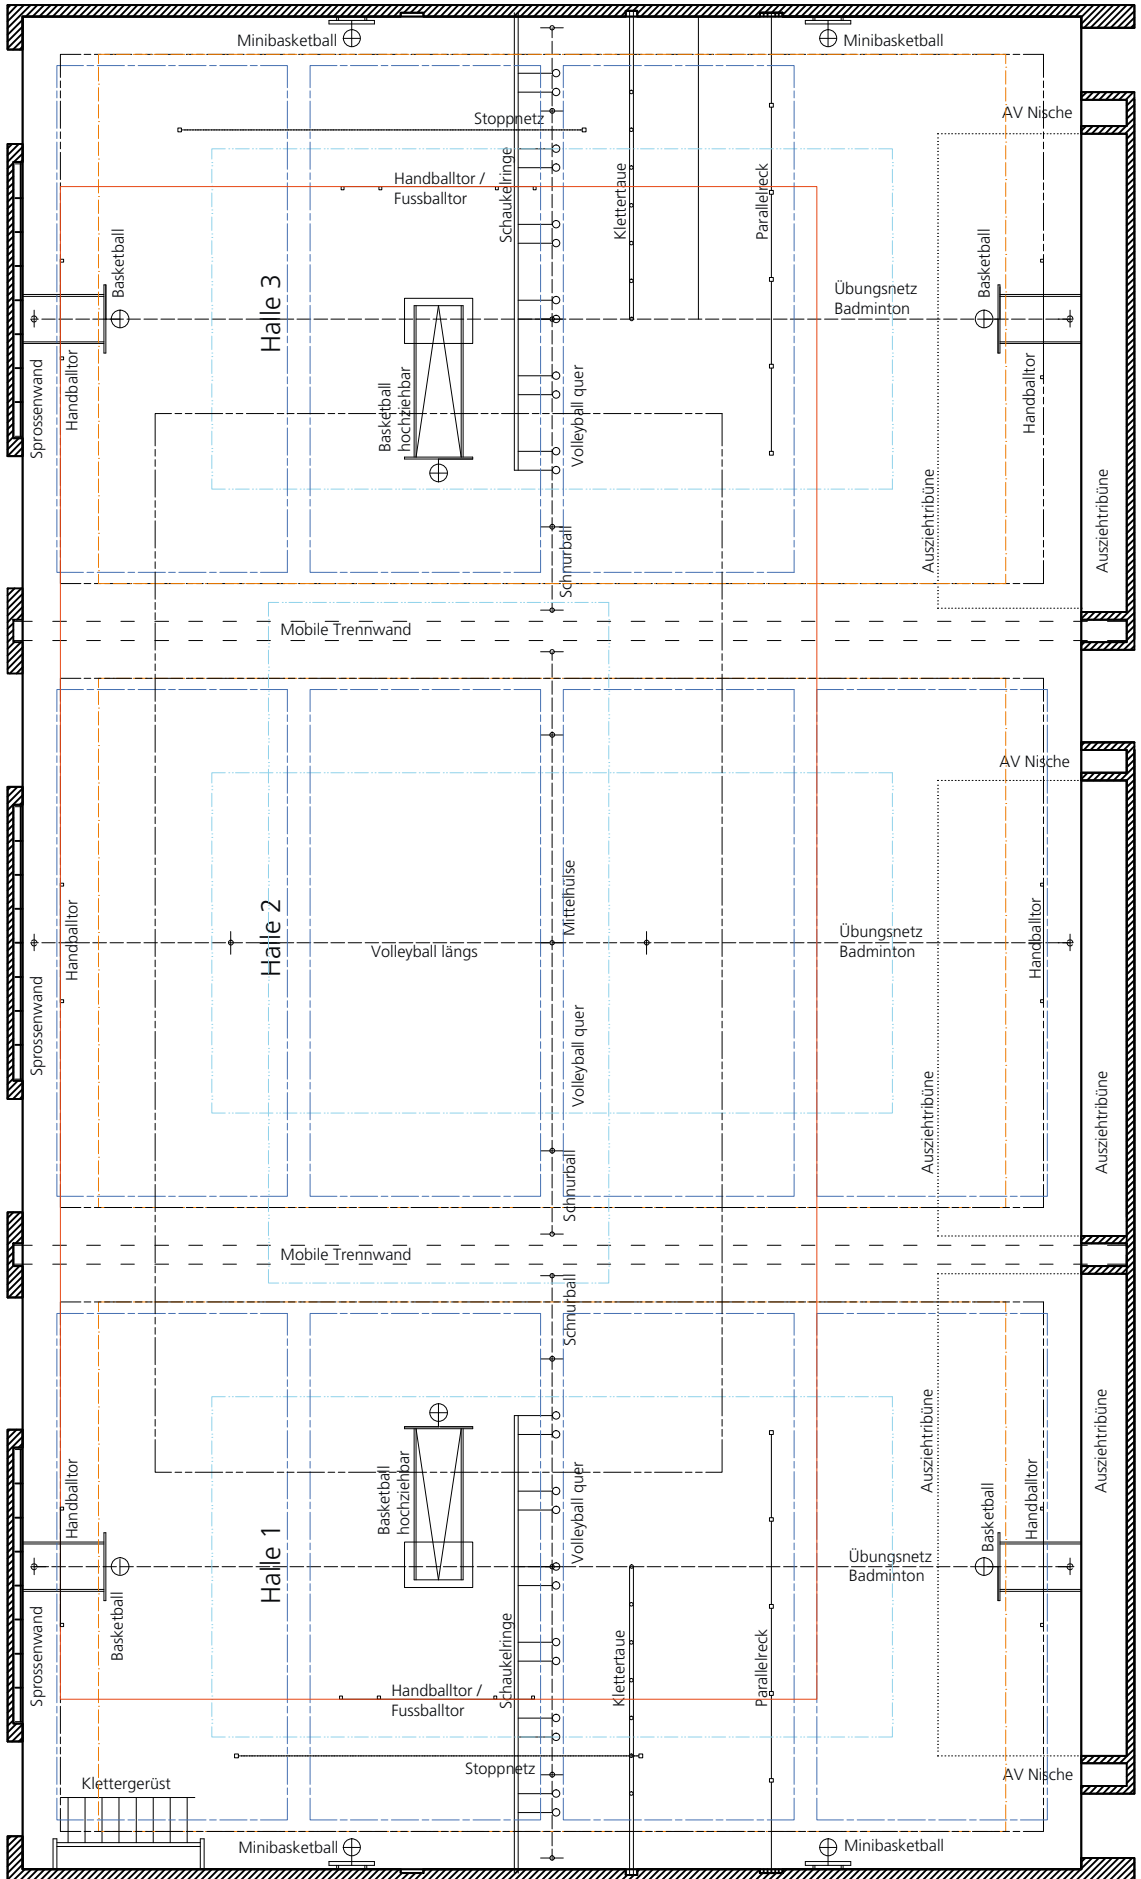 Minibasketball
Minibasketball
AV Nische
Stoppnetz
Handballtor /
Fussballtor
Schaukelringe
Klettertaue
Parallelreck
Basketball
Halle 3
Basketball
Übungsnetz
Badminton
Sprossenwand
Handballtor
Basketball
hochziehbar
Volleyball quer
Handballtor
Ausziehtribüne
Ausziehtribüne
Schnurball
Mobile Trennwand
AV Nische
Handballtor
Halle 2
Mittelhülse
Volleyball längs
Übungsnetz
Badminton
Handballtor
Sprossenwand
Volleyball quer
Ausziehtribüne
Ausziehtribüne
Schnurball
Mobile Trennwand
Schnurball
Ausziehtribüne
Ausziehtribüne
Handballtor
Basketball
hochziehbar
Volleyball quer
Basketball
Handballtor
Halle 1
Übungsnetz
Badminton
Sprossenwand
Basketball
Schaukelringe
Klettertaue
Parallelreck
Handballtor /
Fussballtor
Stoppnetz
AV Nische
Klettergerüst
Minibasketball
Minibasketball